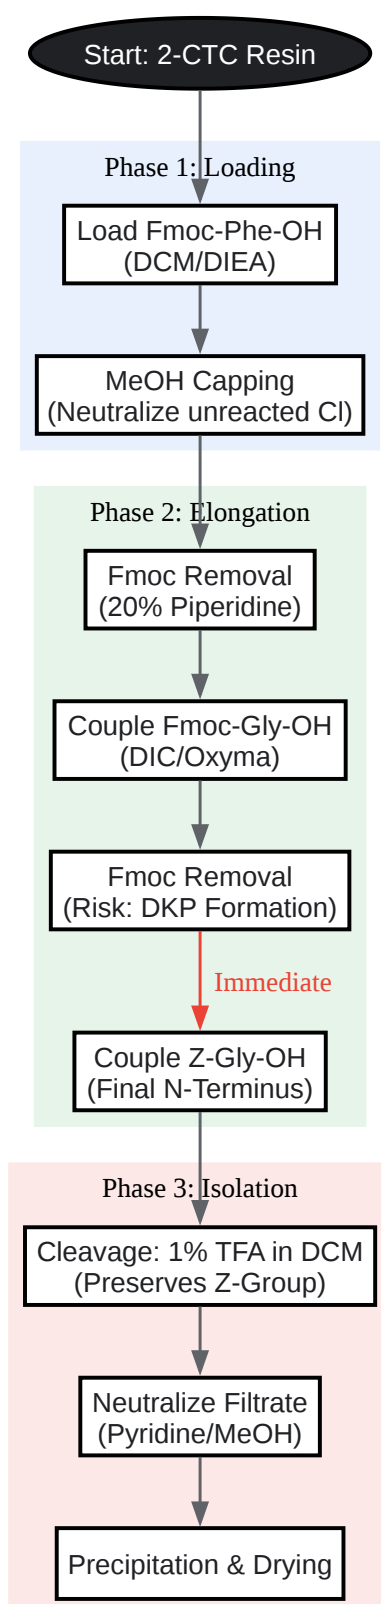 Start: 2-CTC Resin
Phase 1: Loading
Load Fmoc-Phe-OH
(DCM/DIEA)
MeOH Capping
(Neutralize unreacted Cl)
Phase 2: Elongation
Fmoc Removal
(20% Piperidine)
Couple Fmoc-Gly-OH
(DIC/Oxyma)
Fmoc Removal
(Risk: DKP Formation)
Immediate
Couple Z-Gly-OH
(Final N-Terminus)
Phase 3: Isolation
Cleavage: 1% TFA in DCM
(Preserves Z-Group)
Neutralize Filtrate
(Pyridine/MeOH)
Precipitation & Drying